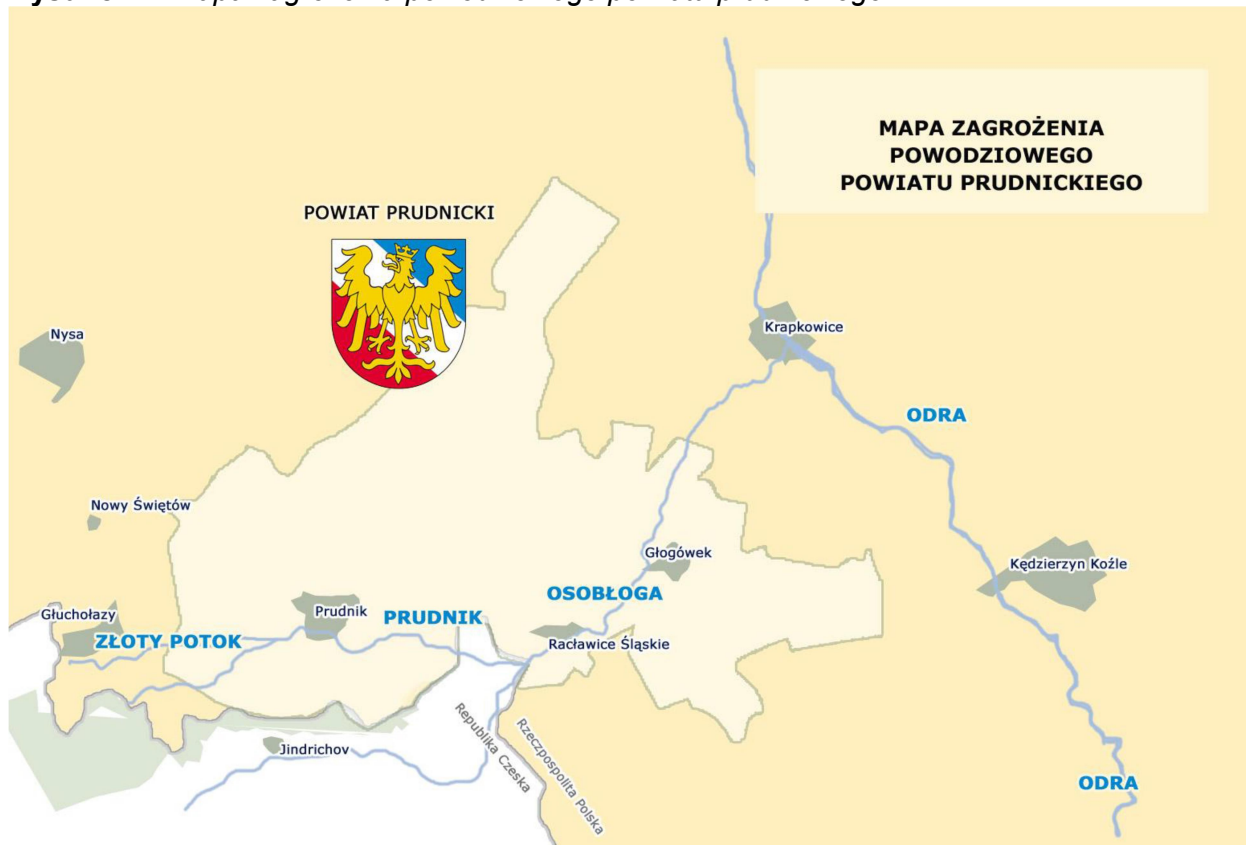 MAPA ZAGROŻENIA
POWODZIOWEGO
POWIATU PRUDNICKIEGO
POWIAT PRUDNICKI
Nysa
Krapkowice
ODRA
Nowy Świętów
Głogówek
Kędzierzyn Koźle
OSOBŁOGA
Głuchołazy
Prudnik
PRUDNIK
ZŁOTY POTOK
Racławice Śląskie
Republika Czeska
Rzeczpospolita Polska
Jindrichov
ODRA